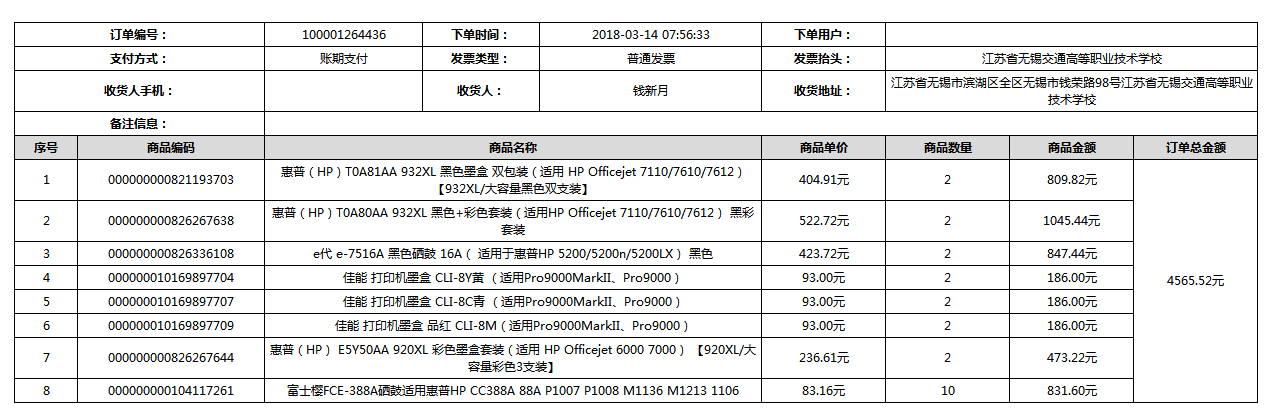 订单编号： 100001264436 下单时间： 2018-03-14 07:56:33 下单用户：
支付方式： 账期支付 发票类型： 普通发票 发票抬头： 江苏省无锡交通高等职业技术学校
收货人手机： 收货人： 钱新月 收货地址： 江苏省无锡市滨湖区全区无锡市钱荣路98号江苏省无锡交通高等职业
技术学校
备注信息：
序号 商品编码 商品名称 商品单价 商品数量 商品金额 订单总金额
1 000000000821193703 惠普（HP）T0A81AA 932XL 黑色墨盒 双包装（适用 HP Officejet 7110/7610/7612）
【932XL/大容量黑色双支装】 404.91元 2 809.82元
2 000000000826267638 惠普（HP）T0A80AA 932XL 黑色+彩色套装（适用HP Officejet 7110/7610/7612） 黑彩
套装 522.72元 2 1045.44元
3 000000000826336108 e代 e-7516A 黑色硒鼓 16A（ 适用于惠普HP 5200/5200n/5200LX） 黑色 423.72元 2 847.44元
4 000000010169897704 佳能 打印机墨盒 CLI-8Y黄 （适用Pro9000MarkII、Pro9000） 93.00元 2 186.00元
5 000000010169897707 佳能 打印机墨盒 CLI-8C青 （适用Pro9000MarkII、Pro9000） 93.00元 2 186.00元
6 000000010169897709 佳能 打印机墨盒 品红 CLI-8M（适用Pro9000MarkII、Pro9000） 93.00元 2 186.00元
7 000000000826267644 惠普（HP） E5Y50AA 920XL 彩色墨盒套装（适用 HP Officejet 6000 7000） 【920XL/大
容量彩色3支装】 236.61元 2 473.22元
8 000000000104117261 富士樱FCE-388A硒鼓适用惠普HP CC388A 88A P1007 P1008 M1136 M1213 1106 83.16元 10 831.60元
4565.52元